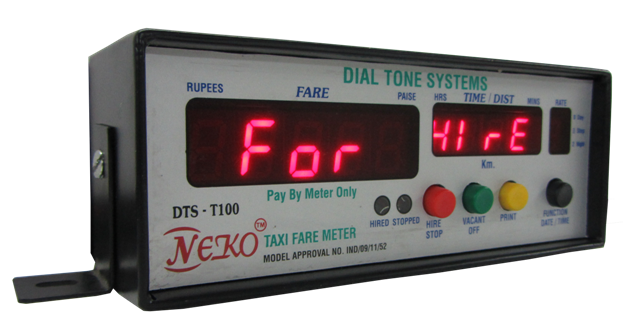 DIAL TONE SYSTEMS
RUPEES FARE PAISE HRS TIME / DIST MINS RATE
For HIrE
Km.
Pay By Meter Only
DTS - T100
HIRED STOPPED HIRE STOP VACANT OFF PRINT FUNCTION DATE / TIME
NEKO TM
TAXI FARE METER
MODEL APPROVAL NO. IND/09/11/52